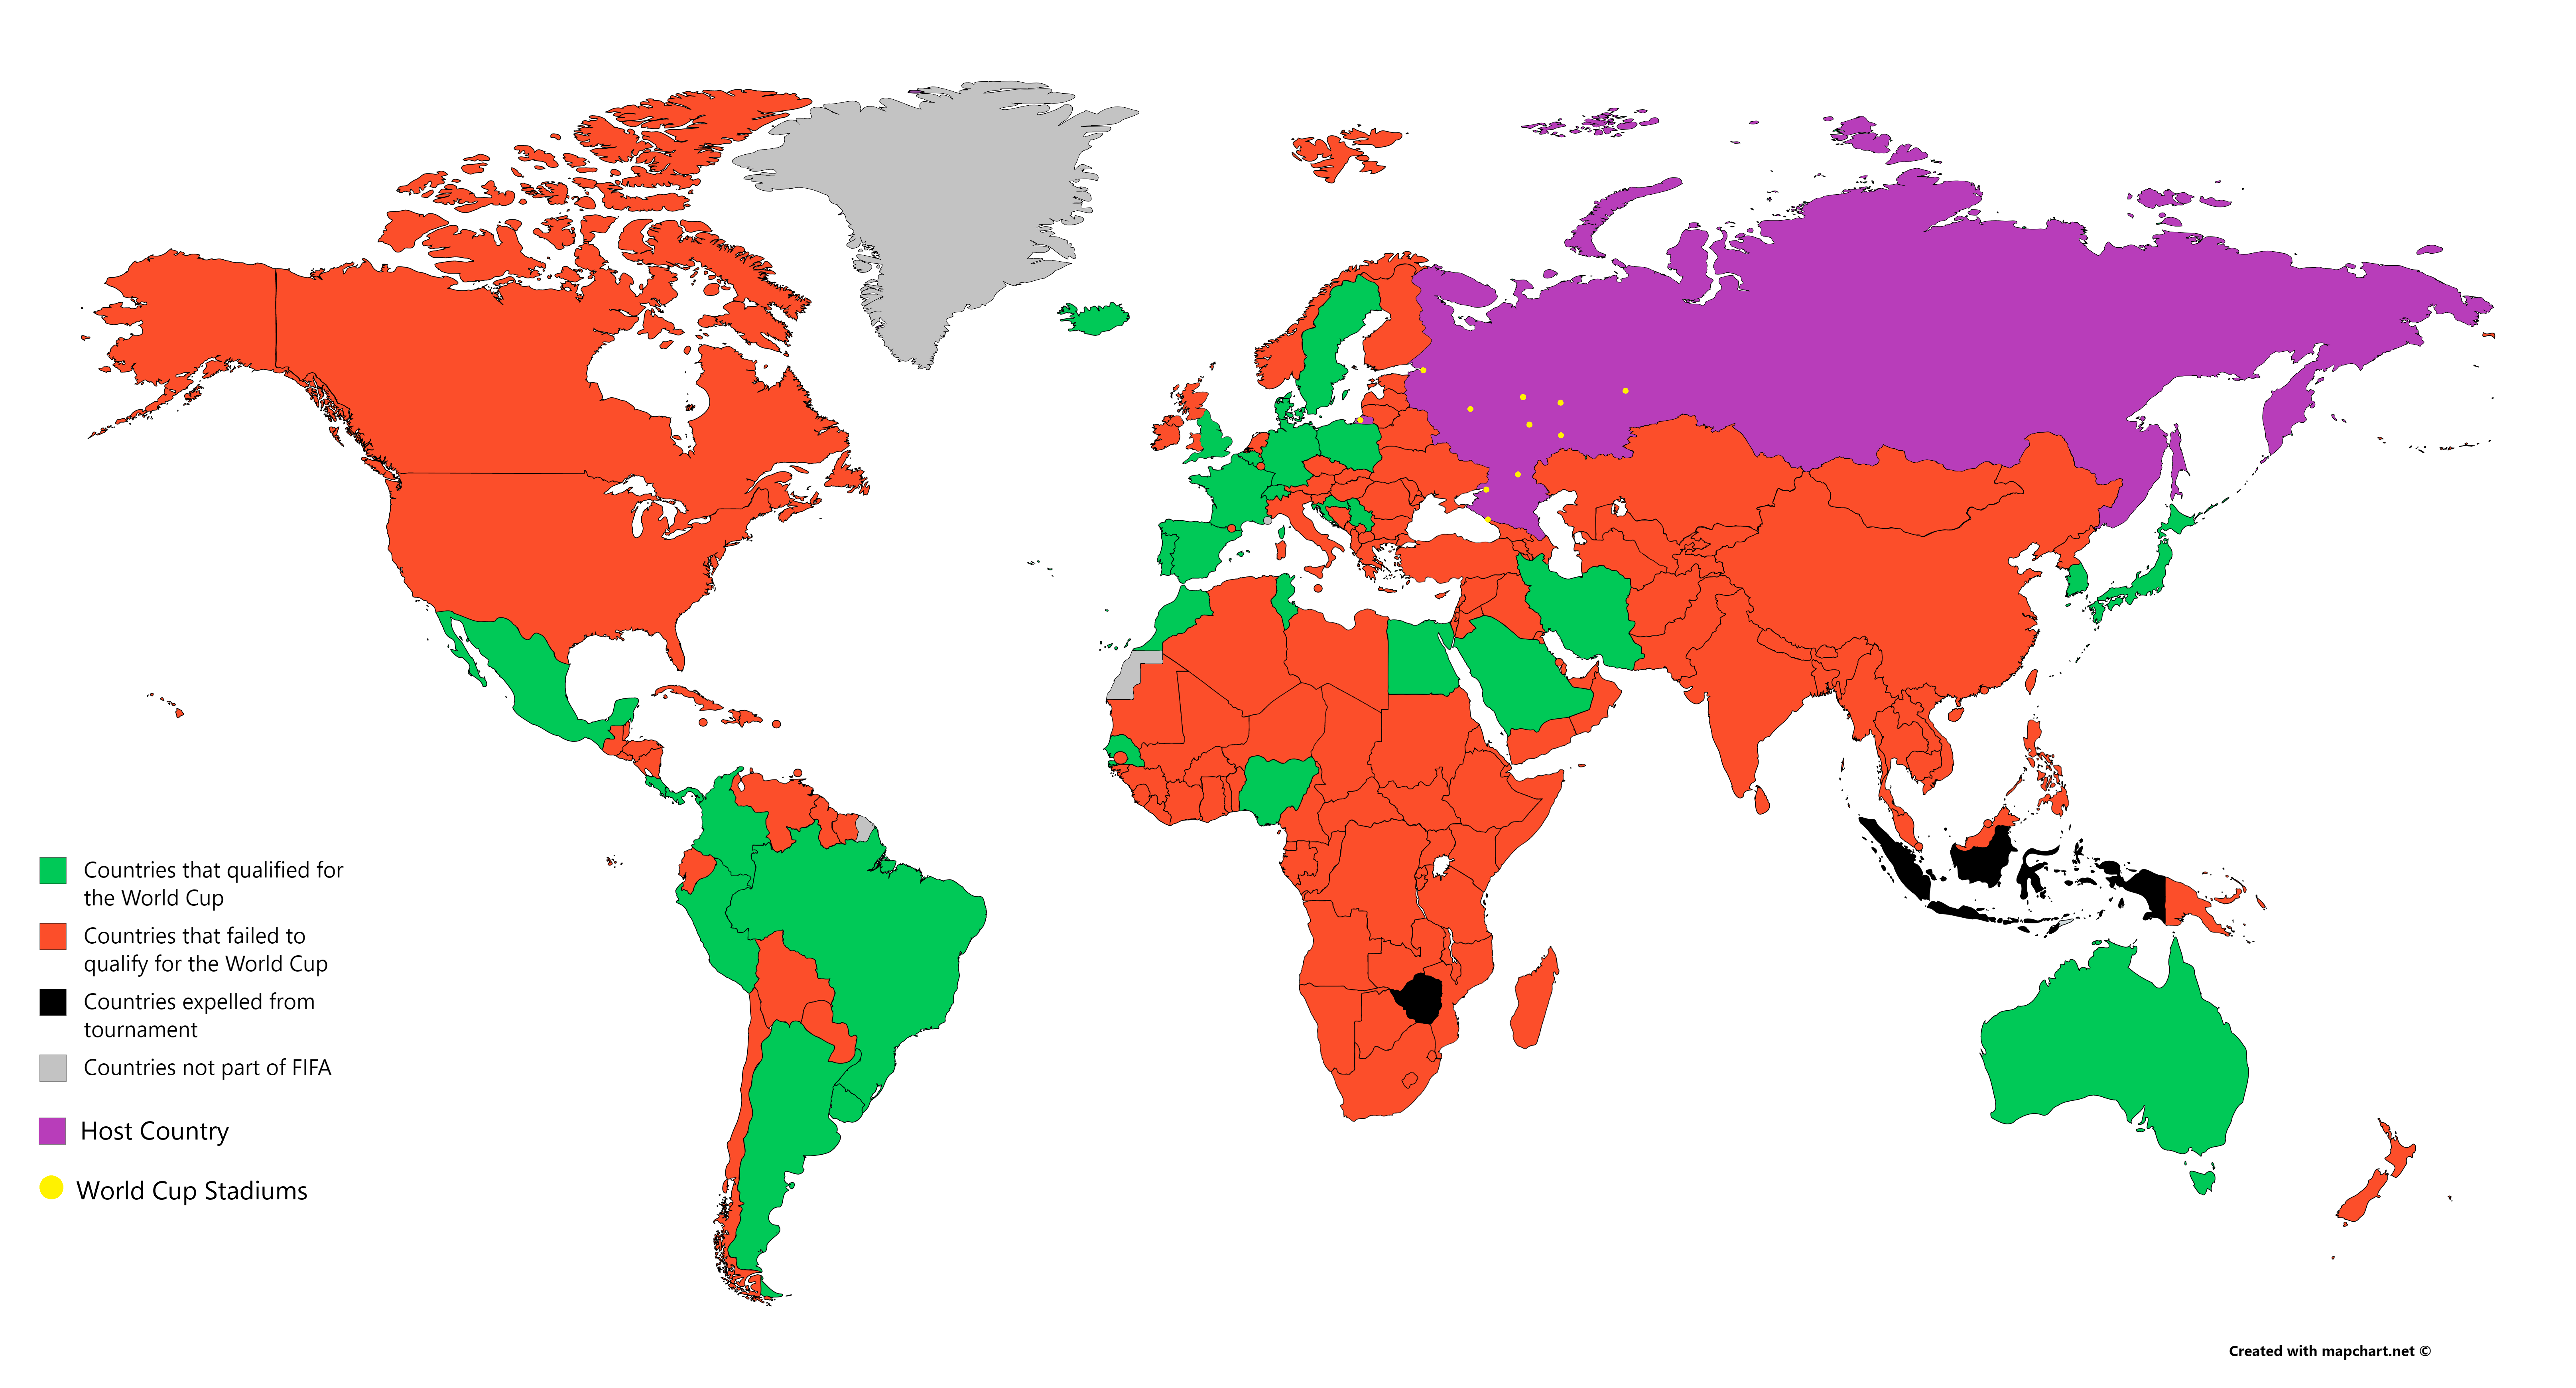 Countries that qualified for
the World Cup
Countries that failed to
qualify for the World Cup
Countries expelled from
tournament
Countries not part of FIFA
Host Country
World Cup Stadiums
Created with mapchart.net ©